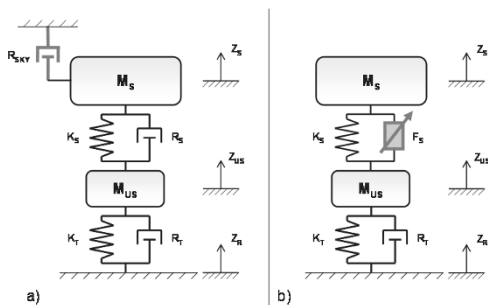 R_SKY
M_S
Z_S
K_S
R_S
Z_US
M_US
K_T
R_T
Z_R
a)
M_S
Z_S
K_S
F_S
Z_US
M_US
K_T
R_T
Z_R
b)